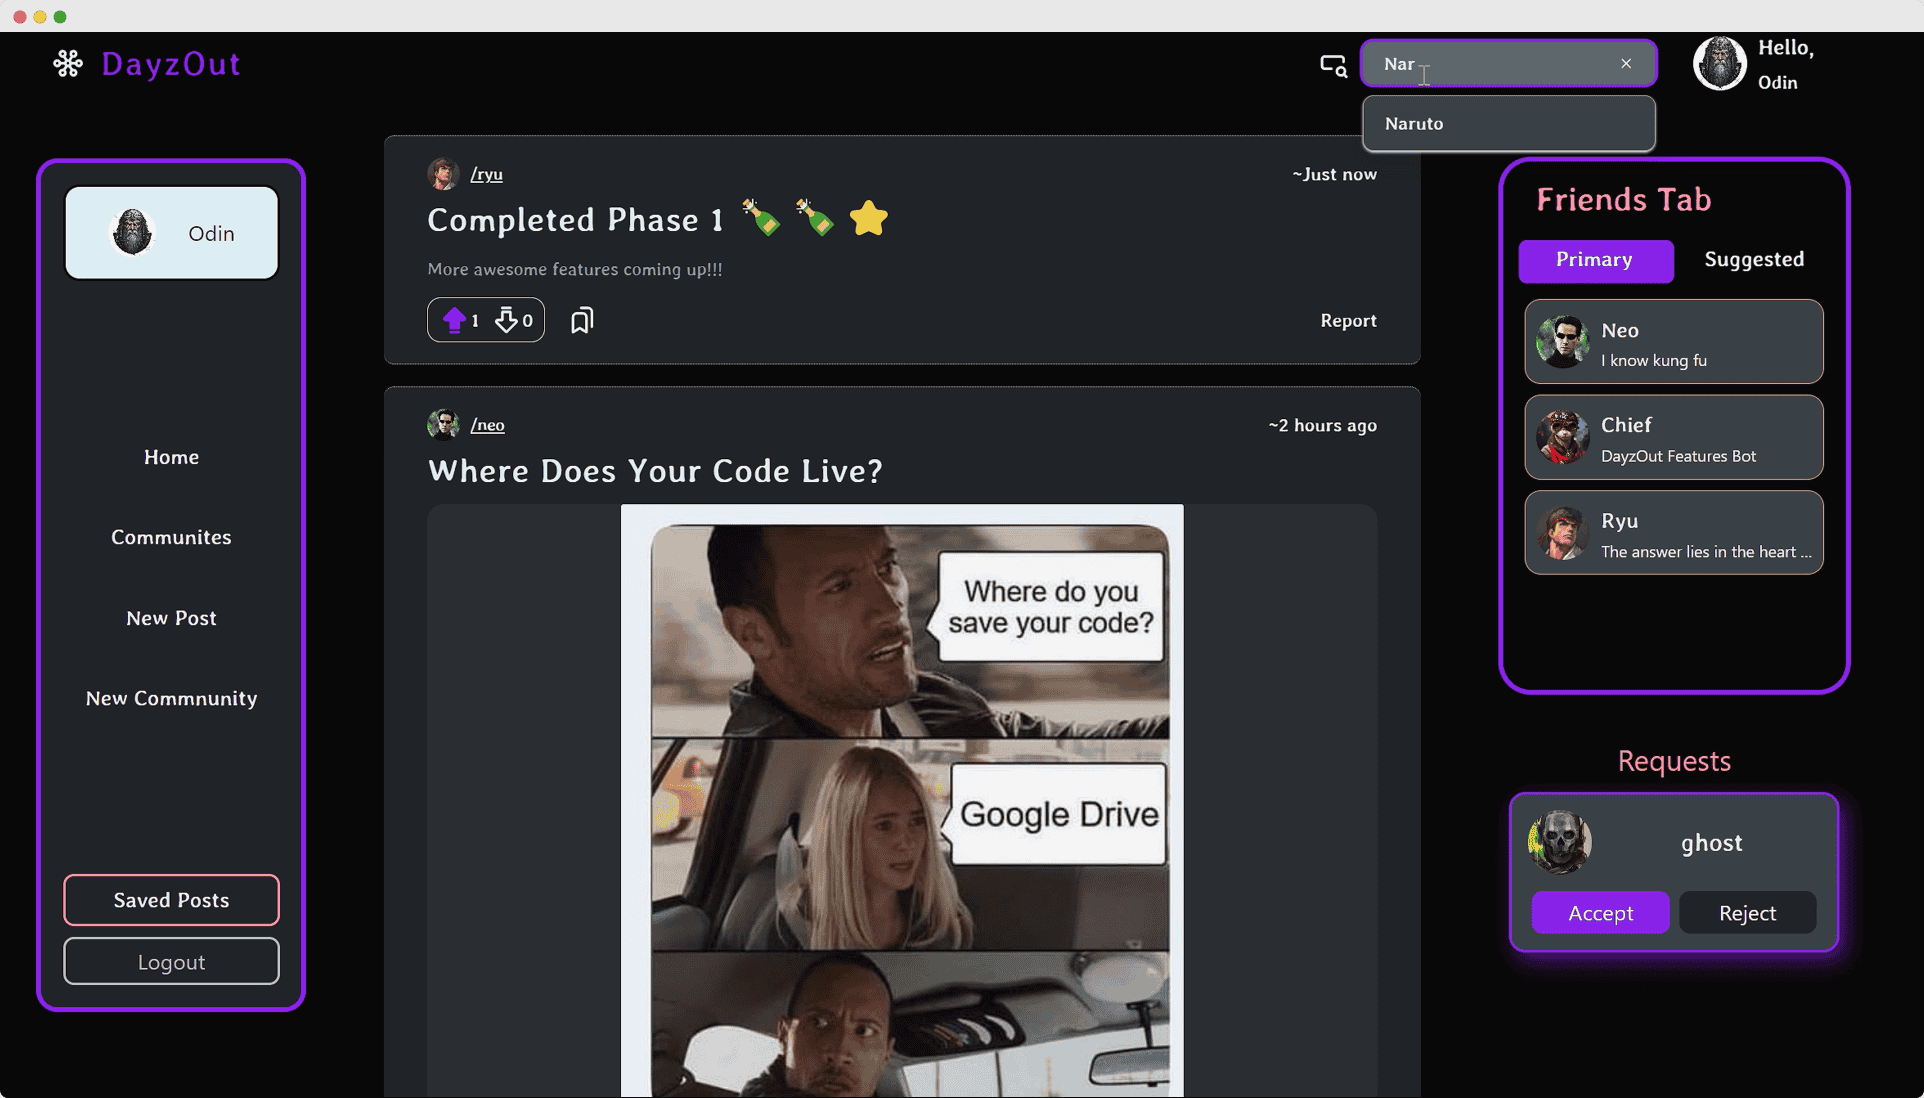 DayzOut
Nar
Hello,
Odin
Naruto
Odin
Home
Communites
New Post
New Commnunity
Saved Posts
Logout
/ryu
~Just now
Completed Phase 1
More awesome features coming up!!!
1
0
Report
/neo
~2 hours ago
Where Does Your Code Live?
Where do you
save your code?
Google Drive
Friends Tab
Primary
Suggested
Neo
I know kung fu
Chief
DayzOut Features Bot
Ryu
The answer lies in the heart ...
Requests
ghost
Accept
Reject